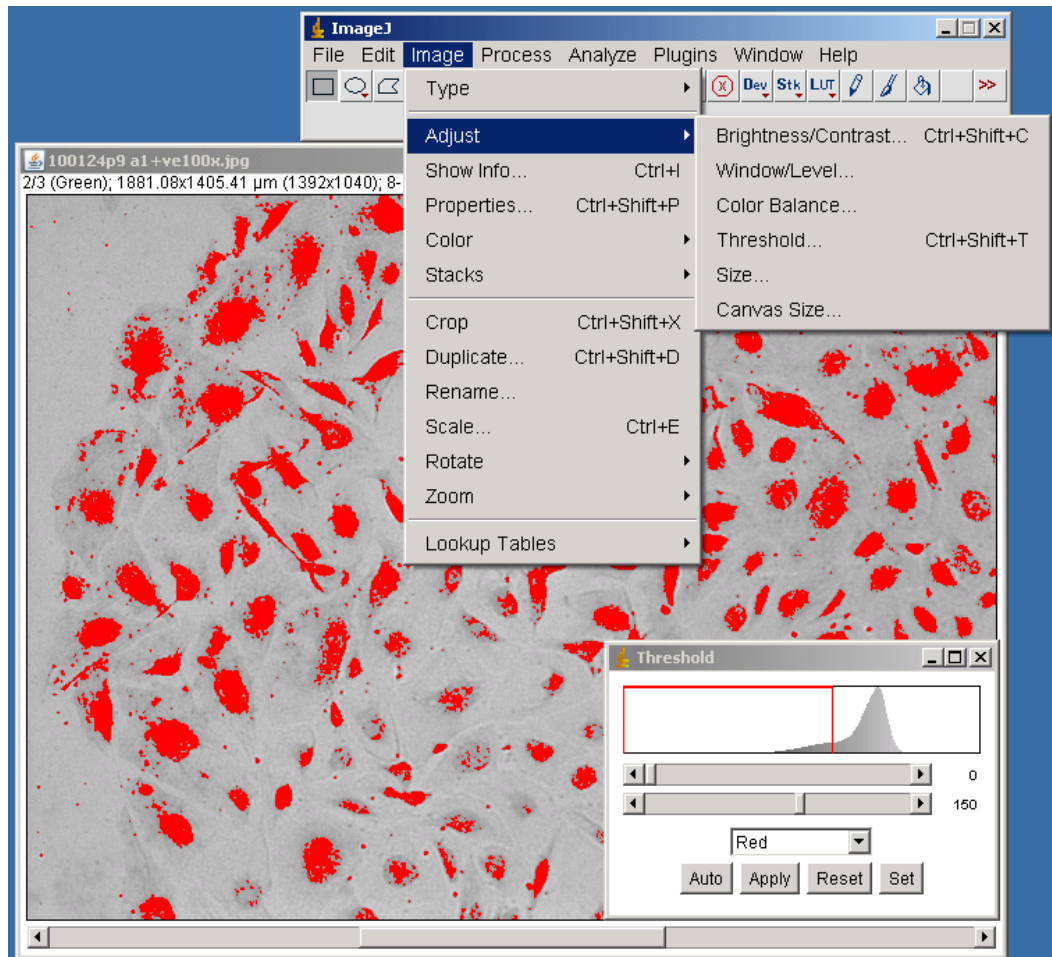 ImageJ
File Edit Image Process Analyze Plugins Window Help
Dev Stk LUT >>
Type
Adjust
Show Info... Ctrl+I
Properties... Ctrl+Shift+P
Color
Stacks
Crop Ctrl+Shift+X
Duplicate... Ctrl+Shift+D
Rename...
Scale... Ctrl+E
Rotate
Zoom
Lookup Tables
Brightness/Contrast... Ctrl+Shift+C
Window/Level...
Color Balance...
Threshold... Ctrl+Shift+T
Size...
Canvas Size...
100124p9 a1+ve100x.jpg
2/3 (Green); 1881.08x1405.41 µm (1392x1040); 8-
Threshold
0
150
Red
Auto Apply Reset Set